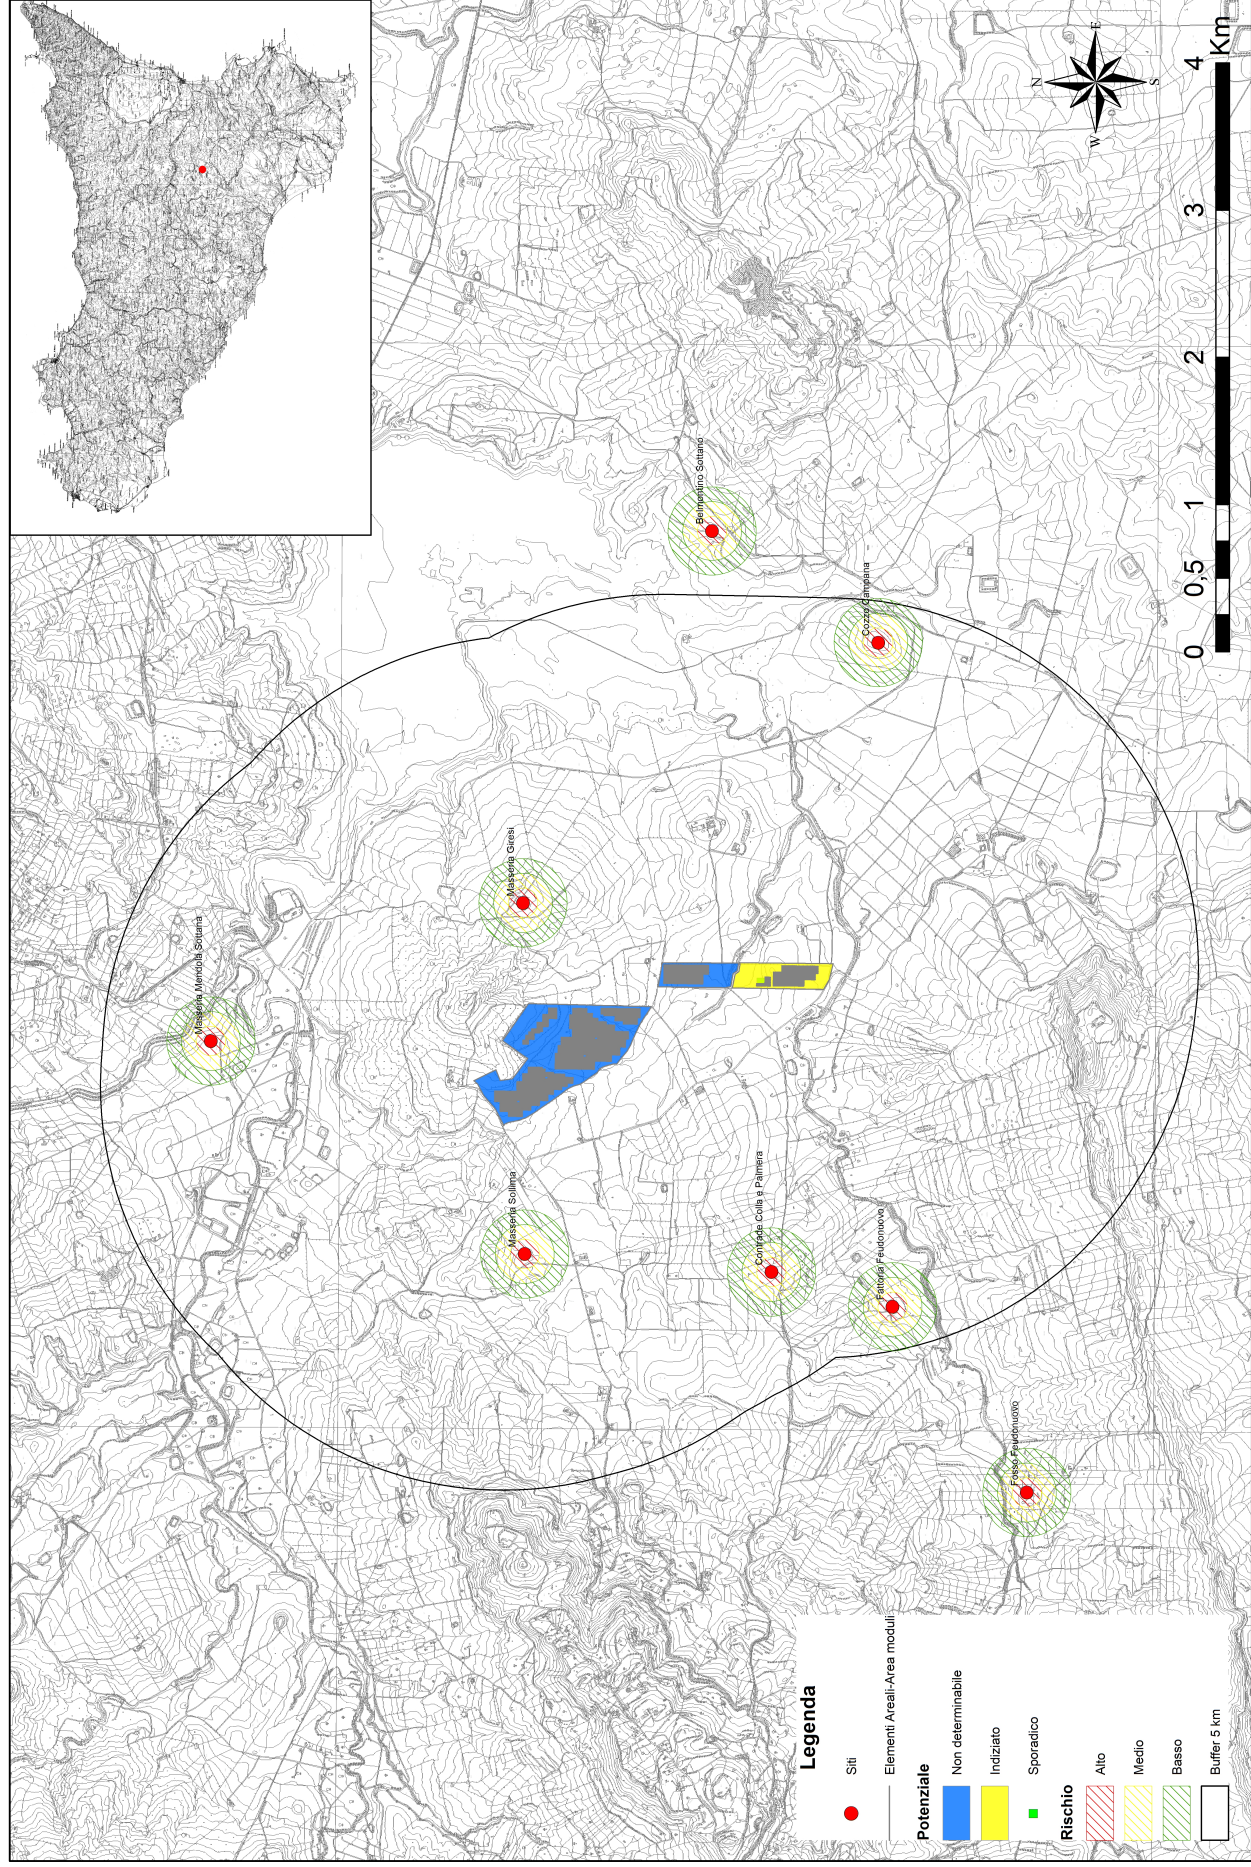 Masseria Mendola Sottana
Masseria Giresi
Masseria Sollima
Contrade Colla e Palmera
Fattoria Feudonuovo
Fosso Feudonuovo
Belmontino Sottano
Cozzo Campana
N
E
S
W
0
0,5
1
2
3
4
Km
Legenda
Siti
Elementi Areali-Area moduli
Potenziale
Non determinabile
Indiziato
Sporadico
Rischio
Alto
Medio
Basso
Buffer 5 km